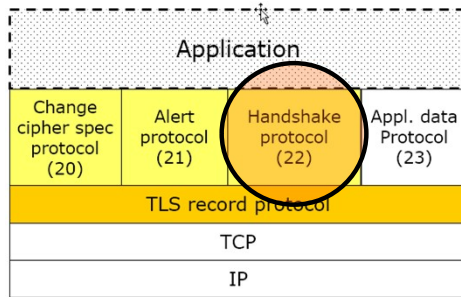 Application
Change
cipher spec
protocol
(20)
Alert
protocol
(21)
Handshake
protocol
(22)
Appl. data
Protocol
(23)
TLS record protocol
TCP
IP